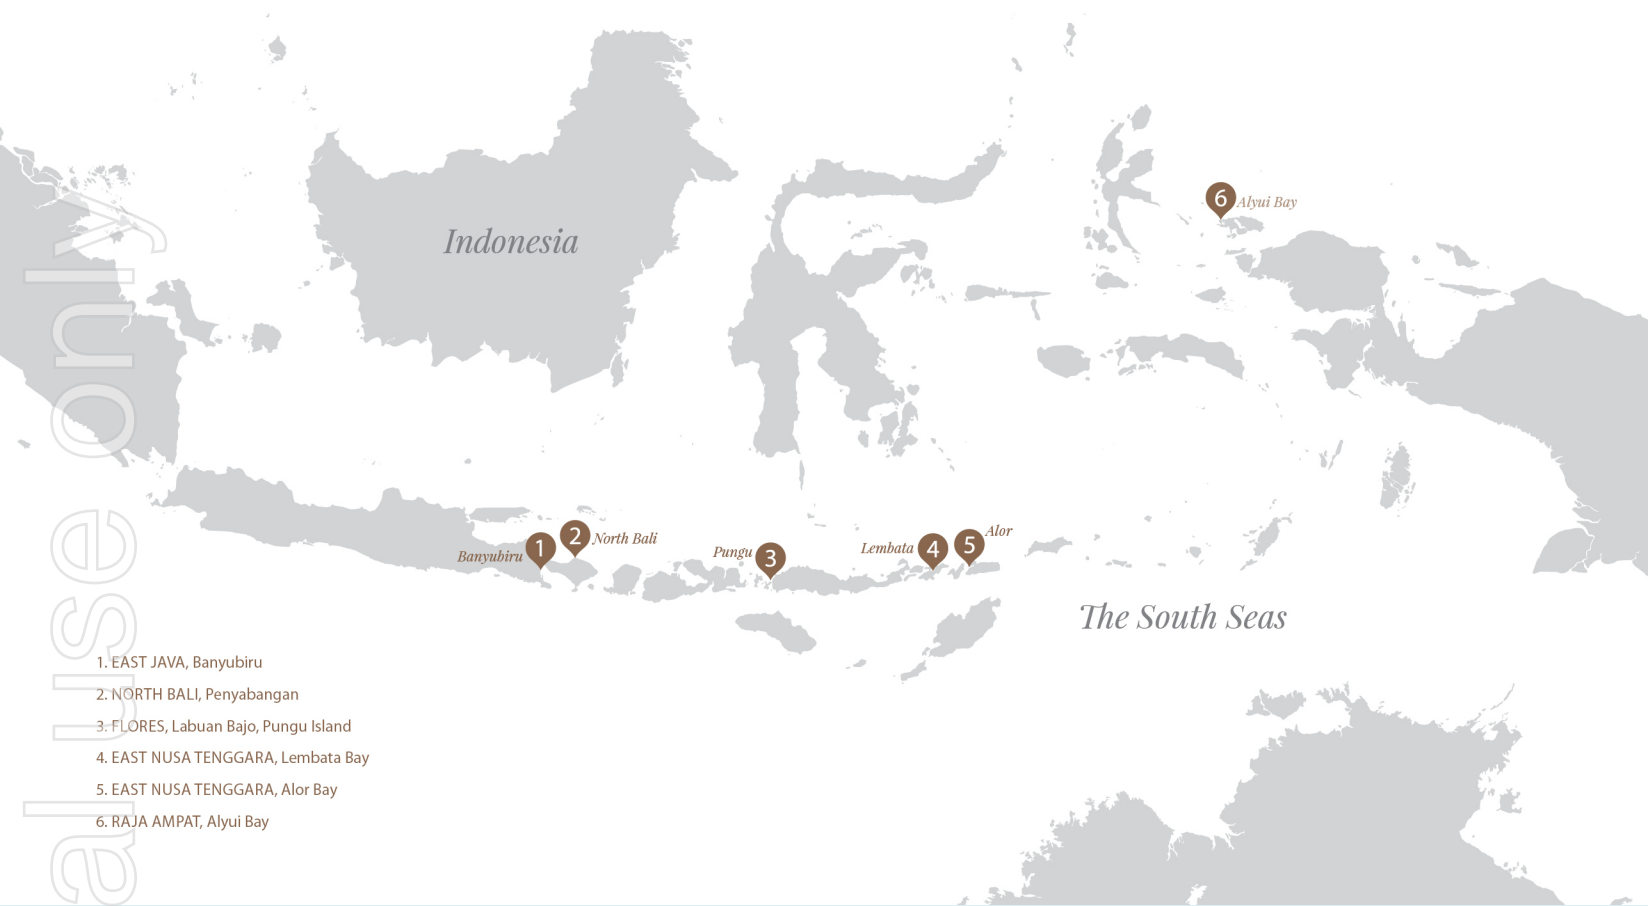 6 Alyui Bay
Indonesia
1 Banyubiru
2 North Bali
Pungu 3
Lembata 4
5 Alor
The South Seas
1. EAST JAVA, Banyubiru
2. NORTH BALI, Penyabangan
3. FLORES, Labuan Bajo, Pungu Island
4. EAST NUSA TENGGARA, Lembata Bay
5. EAST NUSA TENGGARA, Alor Bay
6. RAJA AMPAT, Alyui Bay
al use only